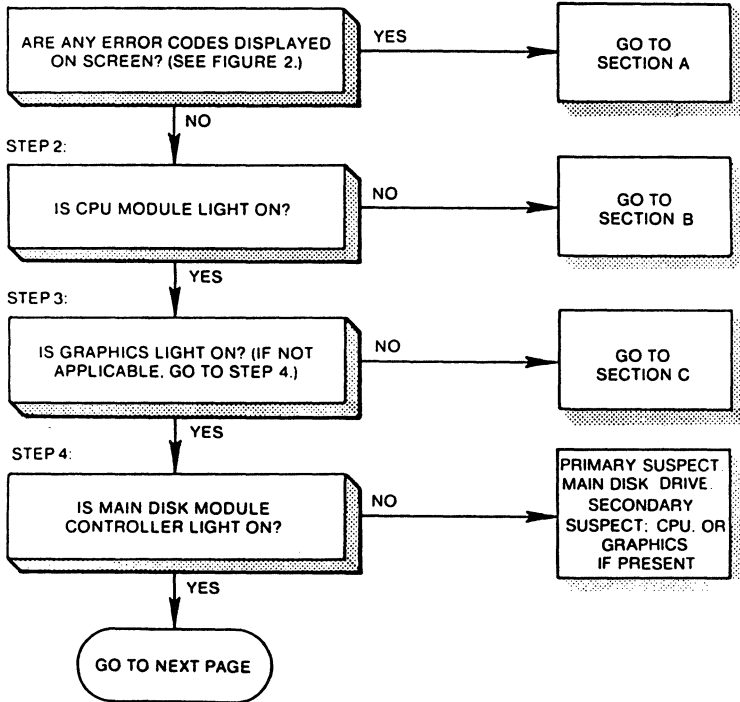 ARE ANY ERROR CODES DISPLAYED
ON SCREEN? (SEE FIGURE 2.)
YES
GO TO
SECTION A
NO
STEP 2:
IS CPU MODULE LIGHT ON?
NO
GO TO
SECTION B
YES
STEP 3:
IS GRAPHICS LIGHT ON? (IF NOT
APPLICABLE, GO TO STEP 4.)
NO
GO TO
SECTION C
YES
STEP 4:
IS MAIN DISK MODULE
CONTROLLER LIGHT ON?
NO
PRIMARY SUSPECT.
MAIN DISK DRIVE.
SECONDARY
SUSPECT: CPU. OR
GRAPHICS
IF PRESENT
YES
GO TO NEXT PAGE